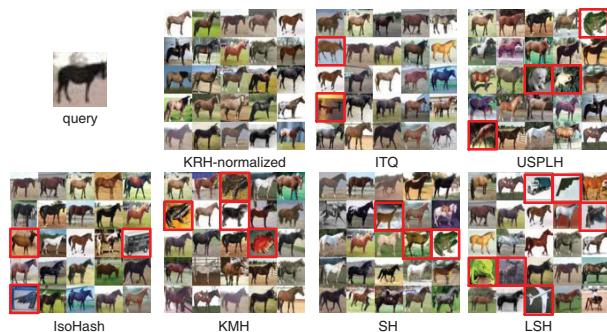 query
KRH-normalized
ITQ
USPLH
IsoHash
KMH
SH
LSH